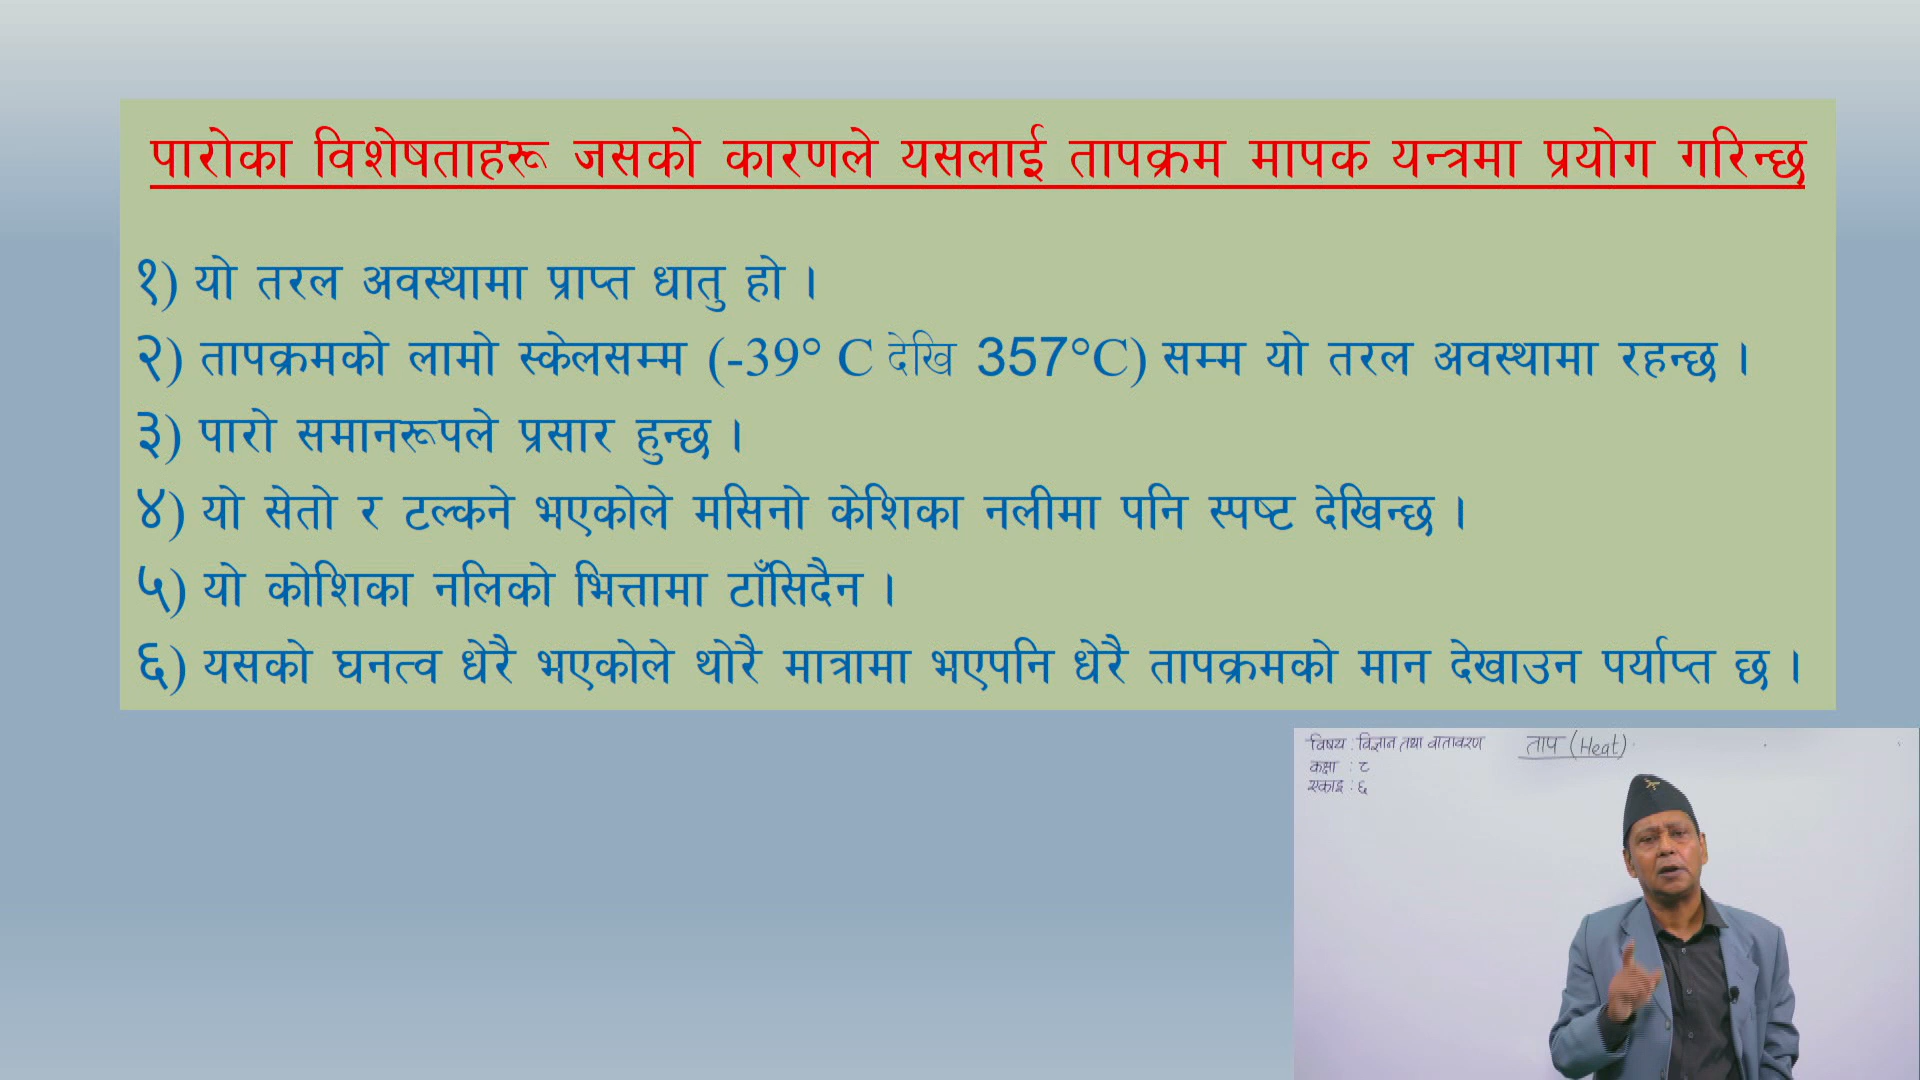 पारोका विशेषताहरू जसको कारणले यसलाई तापक्रम मापक यन्त्रमा प्रयोग गरिन्छ
१) यो तरल अवस्थामा प्राप्त धातु हो ।
२) तापक्रमको लामो स्केलसम्म (-39° C देखि 357°C) सम्म यो तरल अवस्थामा रहन्छ ।
३) पारो समानरूपले प्रसार हुन्छ ।
४) यो सेतो र टल्कने भएकोले मसिनो केशिका नलीमा पनि स्पष्ट देखिन्छ ।
५) यो कोशिका नलिको भित्तामा टाँसिदैन ।
६) यसको घनत्व धेरै भएकोले थोरै मात्रामा भएपनि धेरै तापक्रमको मान देखाउन पर्याप्त छ ।
विषय : विज्ञान तथा वातावरण
ताप (Heat)
कक्षा : ८
एकाइ : ६